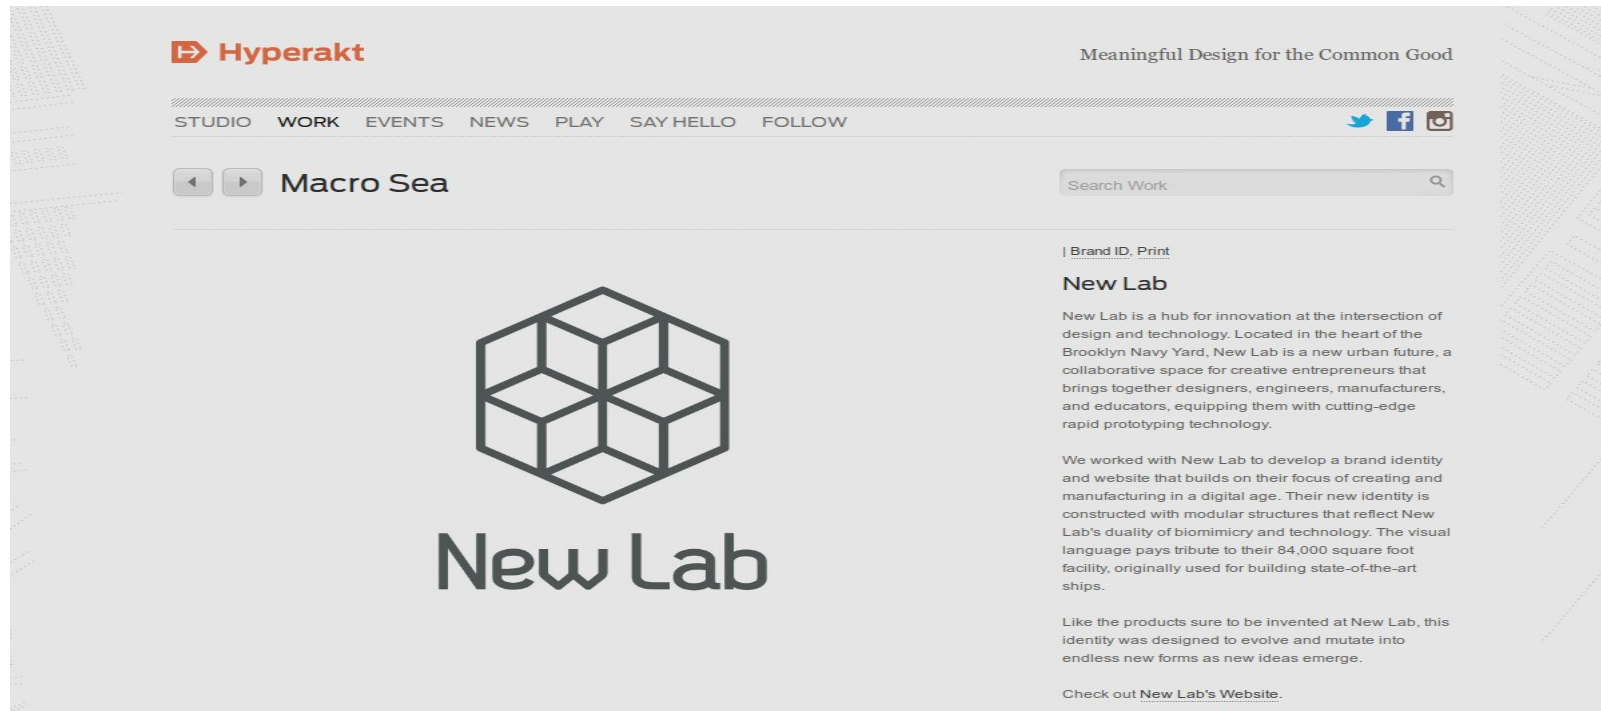 Hyperakt
Meaningful Design for the Common Good
STUDIO WORK EVENTS NEWS PLAY SAY HELLO FOLLOW
Macro Sea
Search Work
| Brand ID, Print
New Lab
New Lab is a hub for innovation at the intersection of
design and technology. Located in the heart of the
Brooklyn Navy Yard, New Lab is a new urban future, a
collaborative space for creative entrepreneurs that
brings together designers, engineers, manufacturers,
and educators, equipping them with cutting-edge
rapid prototyping technology.
We worked with New Lab to develop a brand identity
and website that builds on their focus of creating and
manufacturing in a digital age. Their new identity is
constructed with modular structures that reflect New
Lab's duality of biomimicry and technology. The visual
language pays tribute to their 84,000 square foot
facility, originally used for building state-of-the-art
ships.
Like the products sure to be invented at New Lab, this
identity was designed to evolve and mutate into
endless new forms as new ideas emerge.
Check out New Lab's Website.
New Lab